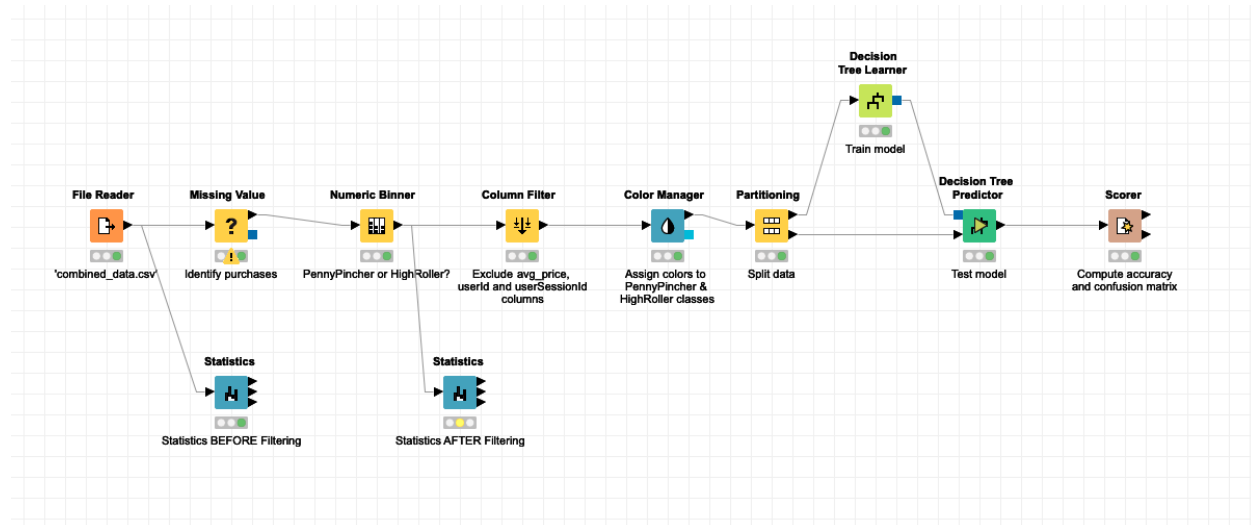 Decision
Tree Learner
Train model
File Reader
'combined_data.csv'
Missing Value
?
Identify purchases
Numeric Binner
PennyPincher or HighRoller?
Column Filter
Exclude avg_price,
userId and userSessionId
columns
Color Manager
Assign colors to
PennyPincher &
HighRoller classes
Partitioning
Split data
Decision Tree
Predictor
Test model
Scorer
Compute accuracy
and confusion matrix
Statistics
Statistics BEFORE Filtering
Statistics
Statistics AFTER Filtering